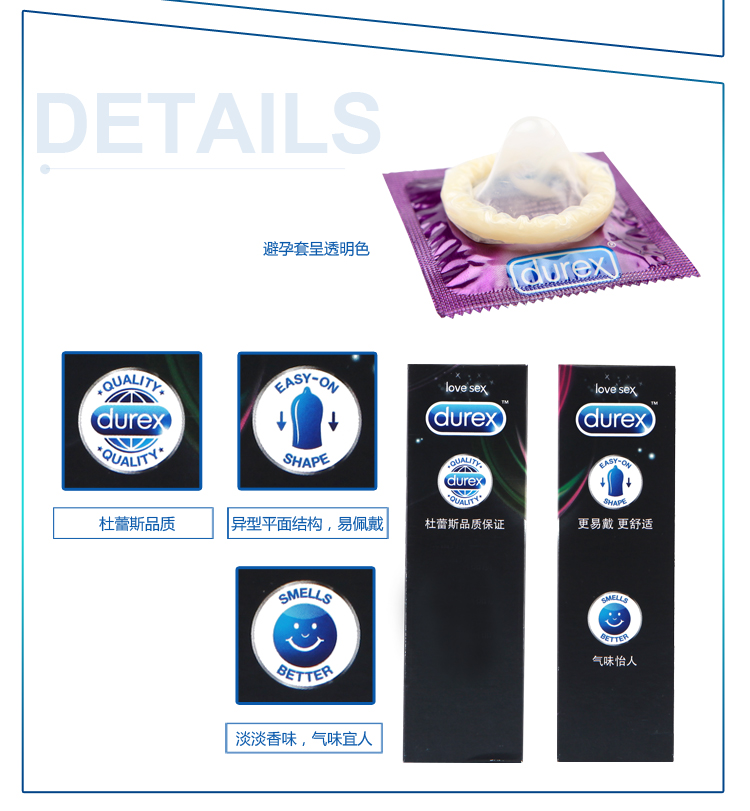 DETAILS
避孕套呈透明色
durex
®
QUALITY
durex
QUALITY
EASY-ON
SHAPE
杜蕾斯品质
异型平面结构，易佩戴
SMELLS
BETTER
淡淡香味，气味宜人
love sex
durex™
QUALITY
durex
QUALITY
杜蕾斯品质保证
love sex
durex™
EASY-ON
SHAPE
更易戴 更舒适
SMELLS
BETTER
气味怡人